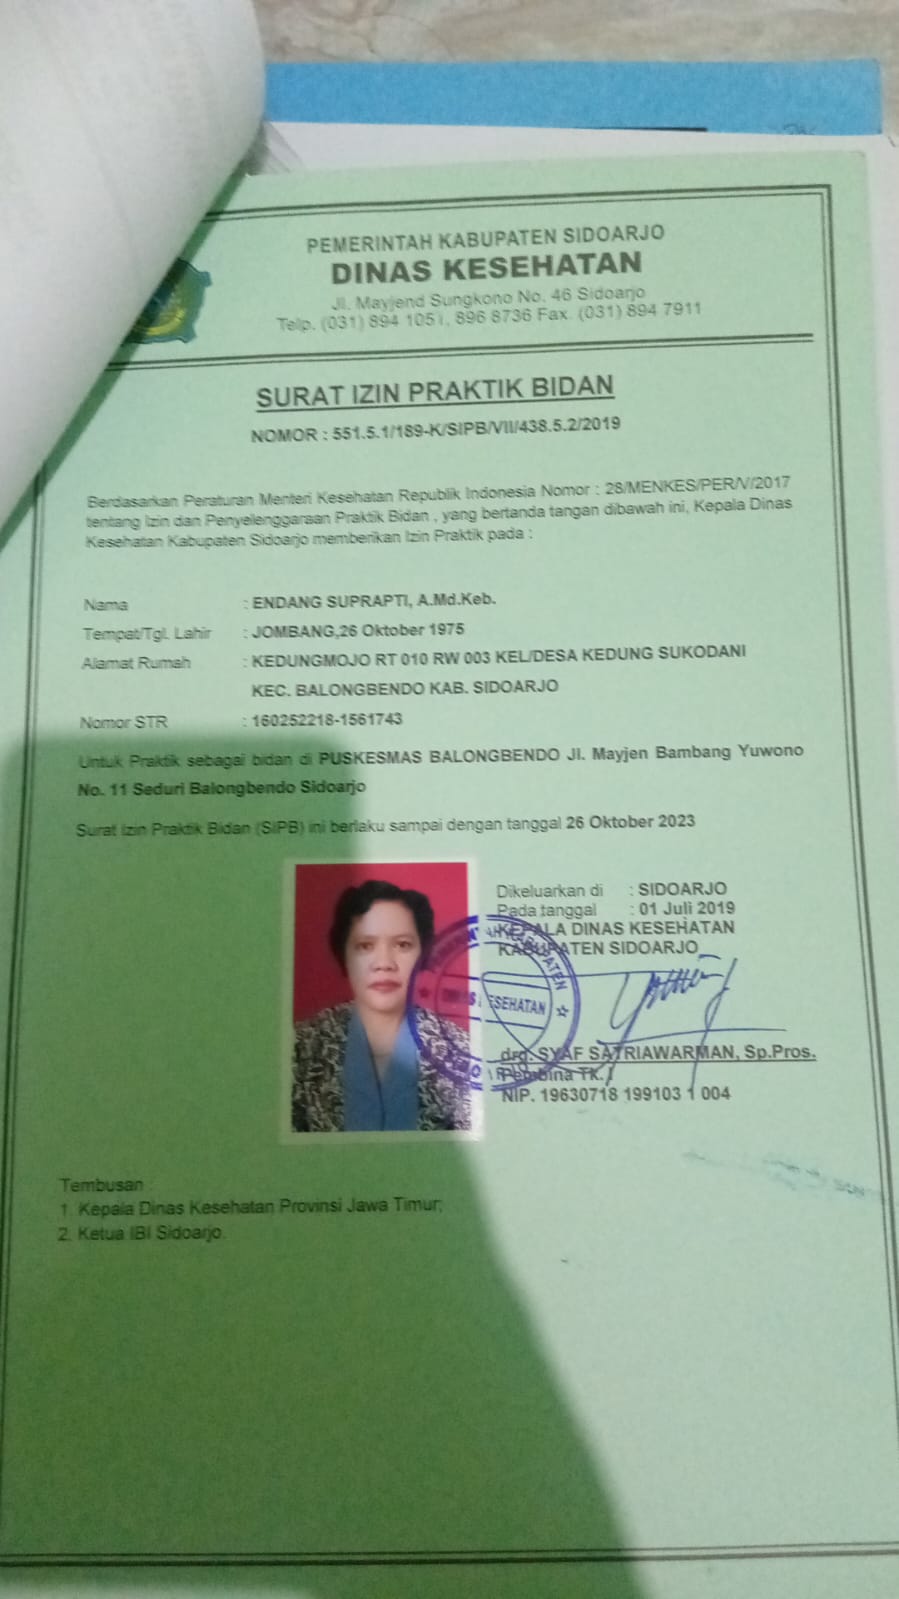 PEMERINTAH KABUPATEN SIDOARJO
DINAS KESEHATAN
Jl. Mayjend Sungkono No. 46 Sidoarjo
Telp. (031) 894 1051, 896 8736 Fax. (031) 894 7911
SURAT IZIN PRAKTIK BIDAN
NOMOR : 551.5.1/189-K/SIPB/VII/438.5.2/2019
Berdasarkan Peraturan Menteri Kesehatan Republik Indonesia Nomor : 28/MENKES/PER/V/2017
tentang Izin dan Penyelenggaraan Praktik Bidan , yang bertanda tangan dibawah ini, Kepala Dinas
Kesehatan Kabupaten Sidoarjo memberikan Izin Praktik pada :
Nama : ENDANG SUPRAPTI, A.Md.Keb.
Tempat/Tgl. Lahir : JOMBANG,26 Oktober 1975
Alamat Rumah : KEDUNGMOJO RT 010 RW 003 KEL/DESA KEDUNG SUKODANI
KEC. BALONGBENDO KAB. SIDOARJO
Nomor STR : 160252218-1561743
Untuk Praktik sebagai bidan di PUSKESMAS BALONGBENDO Jl. Mayjen Bambang Yuwono
No. 11 Seduri Balongbendo Sidoarjo
Surat Izin Praktik Bidan (SIPB) ini berlaku sampai dengan tanggal 26 Oktober 2023
Dikeluarkan di : SIDOARJO
Pada tanggal : 01 Juli 2019
KEPALA DINAS KESEHATAN
KABUPATEN SIDOARJO
drg. SYAF SATRIAWARMAN, Sp.Pros.
Pembina Tk. I
NIP. 19630718 199103 1 004
Tembusan :
1. Kepala Dinas Kesehatan Provinsi Jawa Timur;
2. Ketua IBI Sidoarjo.